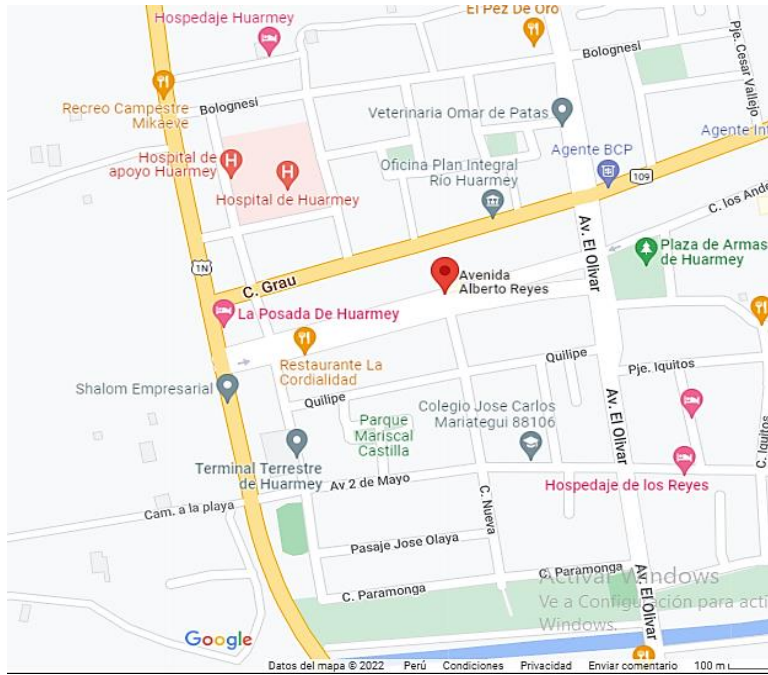 Hospedaje Huarmey
El Pez De Oro
Bolognesi
Pje. Cesar Vallejo
Recreo Campestre
Mikaeve
Bolognesi
Veterinaria Omar de Patas
Hospital de
apoyo Huarmey
Hospital de Huarmey
Oficina Plan Integral
Río Huarmey
Agente BCP
Agente Int
109
C. los Ande
1N
C. Grau
Av. El Olivar
Plaza de Armas
de Huarmey
Avenida
Alberto Reyes
La Posada De Huarmey
Restaurante La
Cordialidad
Quilipe
Pje. Iquitos
Shalom Empresarial
Quilipe
Parque
Mariscal
Castilla
Colegio Jose Carlos
Mariategui 88106
Av. El Olivar
C. Iquitos
Terminal Terrestre
de Huarmey
Av 2 de Mayo
Hospedaje de los Reyes
Cam. a la playa
C. Nueva
Pasaje Jose Olaya
C. Paramonga
C. Paramonga
Av. El Olivar
Activar Windows
Ve a Configuración para acti
Windows.
Google
Datos del mapa © 2022 Perú Condiciones Privacidad Enviar comentario 100 m